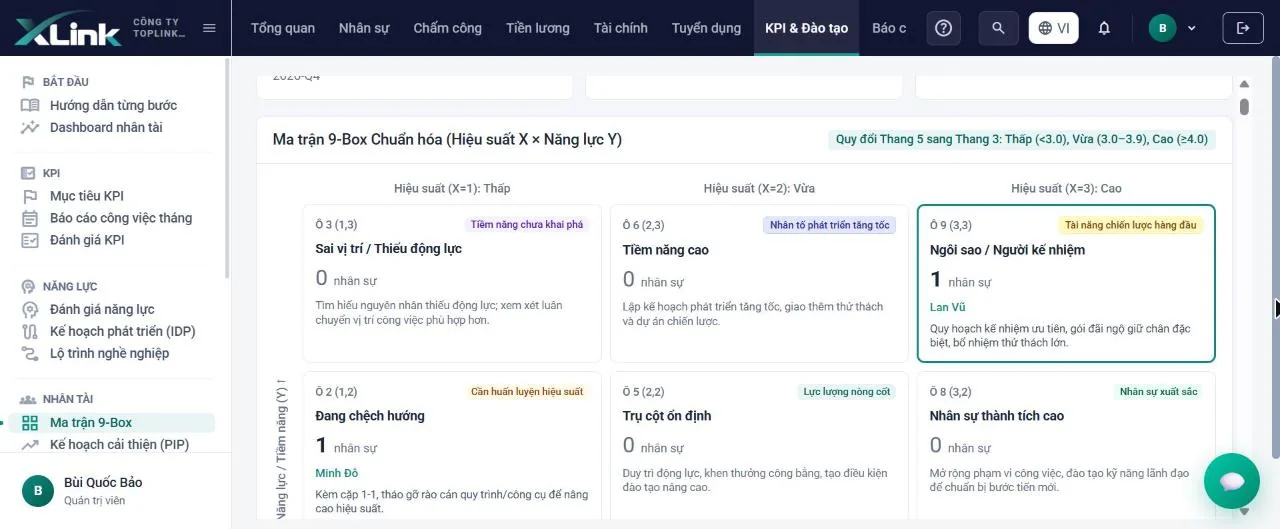 XLink
CÔNG TY
TOPLINK...
Tổng quan
Nhân sự
Chấm công
Tiền lương
Tài chính
Tuyển dụng
KPI & Đào tạo
Báo c
VI
B
BẮT ĐẦU
Hướng dẫn từng bước
Dashboard nhân tài
KPI
Mục tiêu KPI
Báo cáo công việc tháng
Đánh giá KPI
NĂNG LỰC
Đánh giá năng lực
Kế hoạch phát triển (IDP)
Lộ trình nghề nghiệp
NHÂN TÀI
Ma trận 9-Box
Kế hoạch cải thiện (PIP)
B
Bùi Quốc Bảo
Quản trị viên
2026-Q4
Ma trận 9-Box Chuẩn hóa (Hiệu suất X × Năng lực Y)
Quy đổi Thang 5 sang Thang 3: Thấp (<3.0), Vừa (3.0–3.9), Cao (≥4.0)
Hiệu suất (X=1): Thấp
Hiệu suất (X=2): Vừa
Hiệu suất (X=3): Cao
Năng lực / Tiềm năng (Y) ↑
Ô 3 (1,3)
Tiềm năng chưa khai phá
Sai vị trí / Thiếu động lực
0 nhân sự
Tìm hiểu nguyên nhân thiếu động lực; xem xét luân
chuyển vị trí công việc phù hợp hơn.
Ô 6 (2,3)
Nhân tố phát triển tăng tốc
Tiềm năng cao
0 nhân sự
Lập kế hoạch phát triển tăng tốc, giao thêm thử thách
và dự án chiến lược.
Ô 9 (3,3)
Tài năng chiến lược hàng đầu
Ngôi sao / Người kế nhiệm
1 nhân sự
Lan Vũ
Quy hoạch kế nhiệm ưu tiên, gói đãi ngộ giữ chân đặc
biệt, bổ nhiệm thử thách lớn.
Ô 2 (1,2)
Cần huấn luyện hiệu suất
Đang chệch hướng
1 nhân sự
Minh Đỗ
Kèm cặp 1-1, tháo gỡ rào cản quy trình/công cụ để nâng
cao hiệu suất.
Ô 5 (2,2)
Lực lượng nòng cốt
Trụ cột ổn định
0 nhân sự
Duy trì động lực, khen thưởng công bằng, tạo điều kiện
đào tạo nâng cao.
Ô 8 (3,2)
Nhân sự xuất sắc
Nhân sự thành tích cao
0 nhân sự
Mở rộng phạm vi công việc, đào tạo kỹ năng lãnh đạo
để chuẩn bị bước tiến mới.